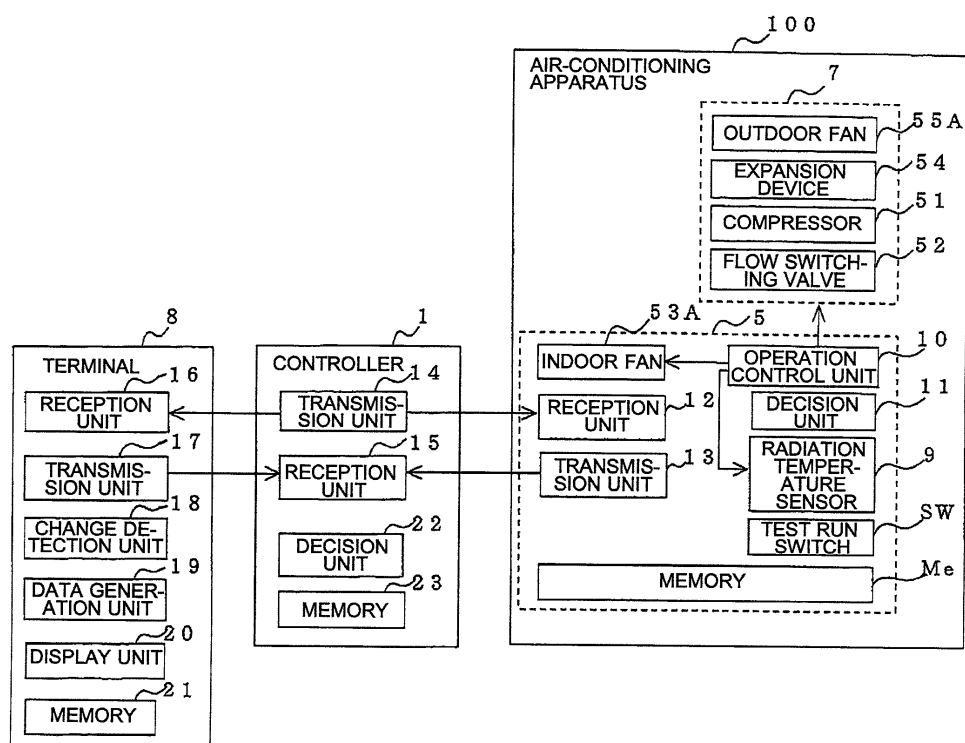 100
AIR-CONDITIONING
APPARATUS
7
OUTDOOR FAN
55A
EXPANSION
DEVICE
54
COMPRESSOR
51
FLOW SWITCH-
ING VALVE
52
8
TERMINAL
16
RECEPTION
UNIT
17
TRANSMIS-
SION UNIT
18
CHANGE DE-
TECTION UNIT
19
DATA GENER-
ATION UNIT
20
DISPLAY UNIT
21
MEMORY
1
CONTROLLER
14
TRANSMIS-
SION UNIT
15
RECEPTION
UNIT
22
DECISION
UNIT
23
MEMORY
53A
5
INDOOR FAN
OPERATION
CONTROL UNIT
10
RECEPTION
UNIT
12
DECISION
UNIT
11
TRANSMIS-
SION UNIT
13
RADIATION
TEMPER-
ATURE
SENSOR
9
TEST RUN
SWITCH
SW
MEMORY
Me